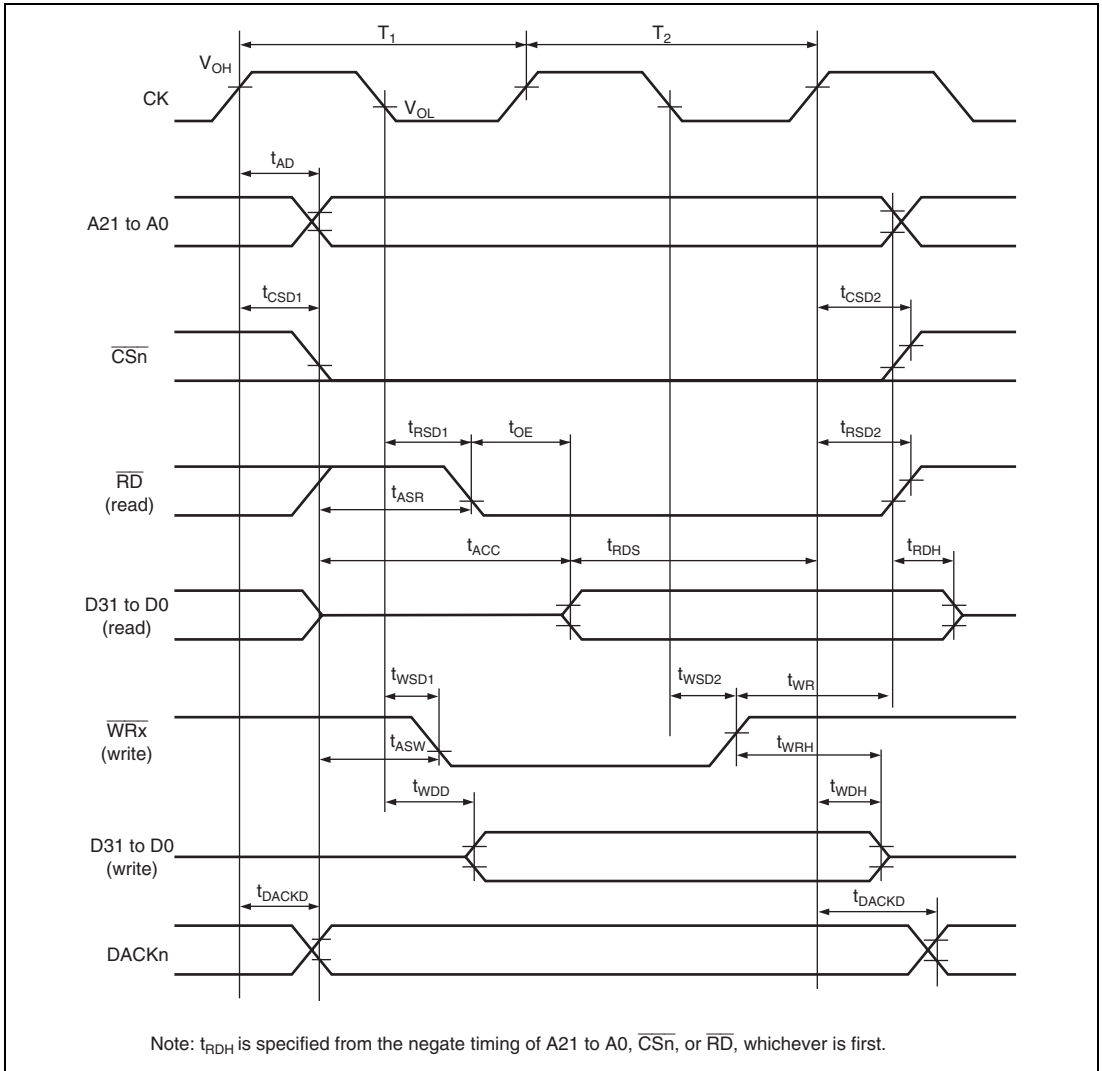 T1 T2
VOH
CK
VOL
tAD
A21 to A0
tCSD1 tCSD2
CSn
tRSD1 tOE tRSD2
RD
(read)
tASR
tACC tRDS tRDH
D31 to D0
(read)
tWSD1 tWSD2 tWR
WRx
(write)
tASW tWRH
tWDD tWDH
D31 to D0
(write)
tDACKD tDACKD
DACKn
Note: tRDH is specified from the negate timing of A21 to A0, CSn, or RD, whichever is first.